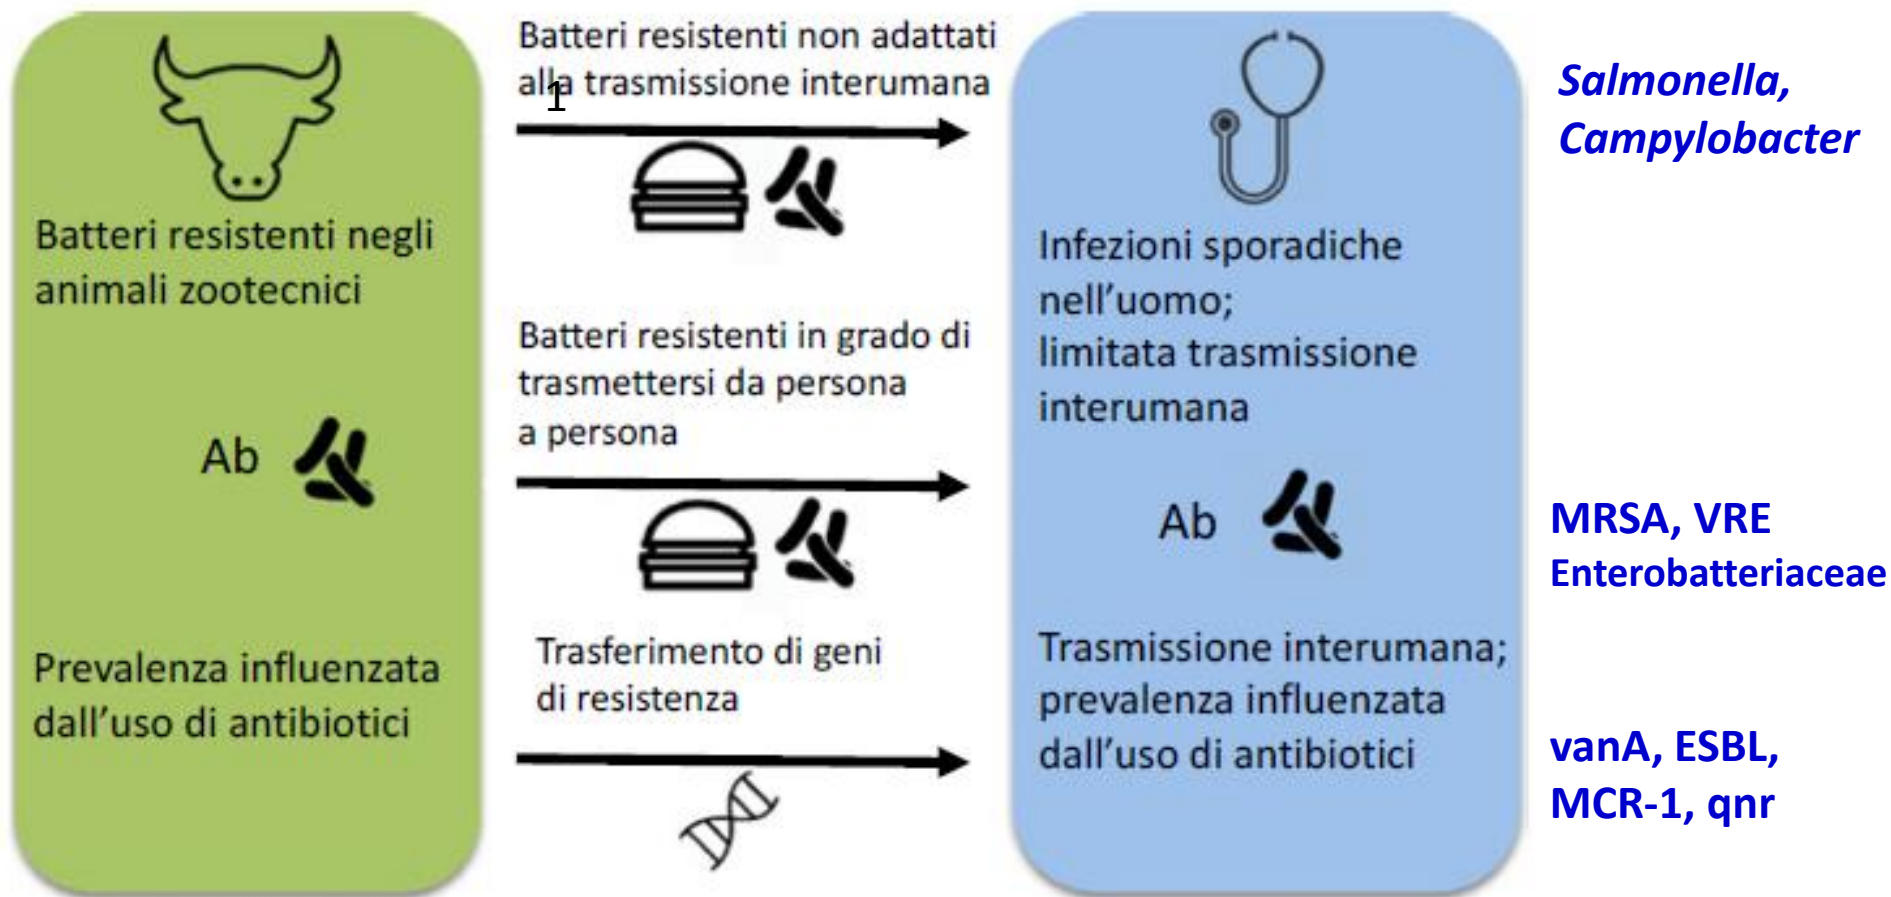 Batteri resistenti negli
animali zootecnici
Ab
Prevalenza influenzata
dall'uso di antibiotici
Batteri resistenti non adattati
alla trasmissione interumana
1
Batteri resistenti in grado di
trasmettersi da persona
a persona
Trasferimento di geni
di resistenza
Infezioni sporadiche
nell'uomo;
limitata trasmissione
interumana
Ab
Trasmissione interumana;
prevalenza influenzata
dall'uso di antibiotici
Salmonella,
Campylobacter
MRSA, VRE
Enterobatteriaceae
vanA, ESBL,
MCR-1, qnr